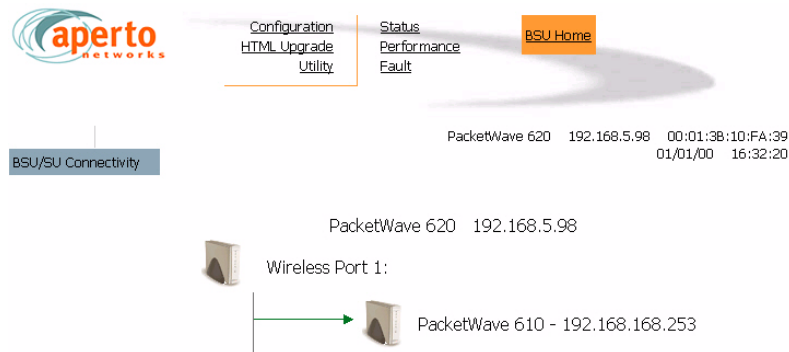 aperto
networks
Configuration
HTML Upgrade
Utility
Status
Performance
Fault
BSU Home
PacketWave 620 192.168.5.98 00:01:3B:10:FA:39
01/01/00 16:32:20
BSU/SU Connectivity
PacketWave 620 192.168.5.98
Wireless Port 1:
PacketWave 610 - 192.168.168.253